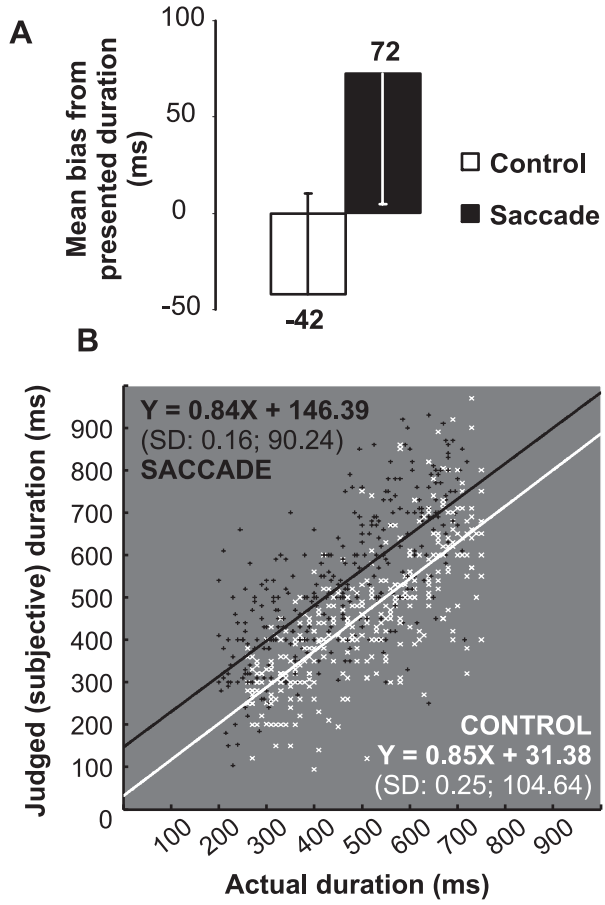 A
Mean bias from
presented duration
(ms)
100
50
0
-50
72
-42
Control
Saccade
B
Judged (subjective) duration (ms)
900
800
700
600
500
400
300
200
100
0
Y = 0.84X + 146.39
(SD: 0.16; 90.24)
SACCADE
CONTROL
Y = 0.85X + 31.38
(SD: 0.25; 104.64)
100
200
300
400
500
600
700
800
900
Actual duration (ms)